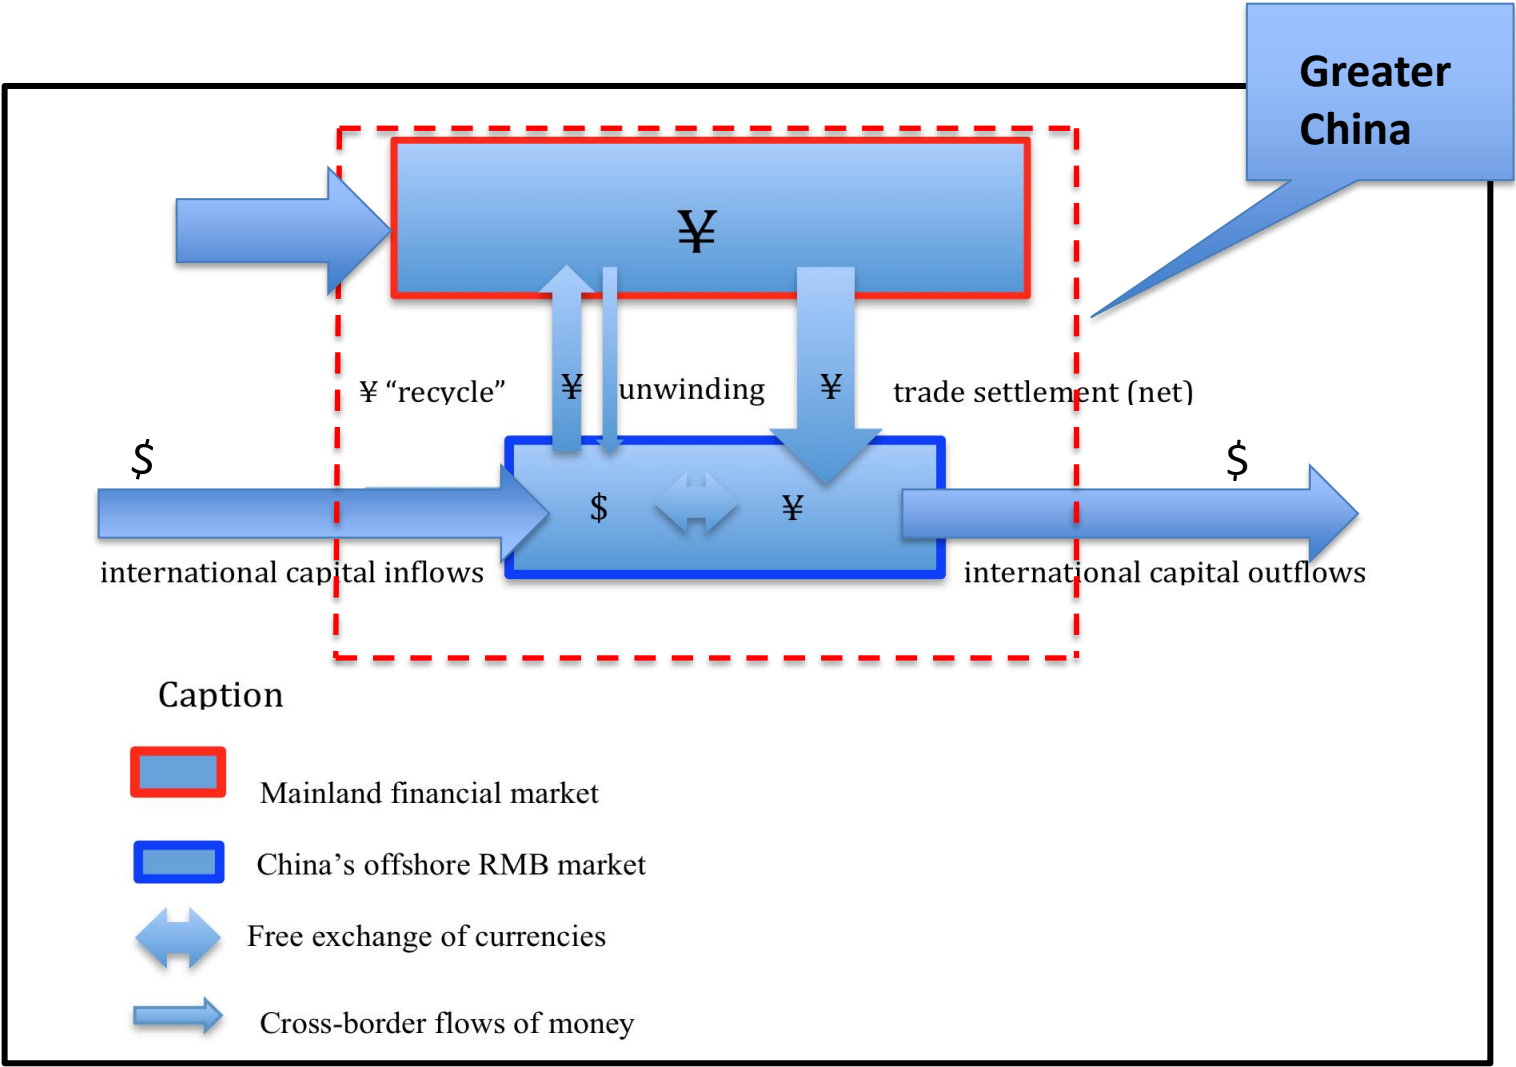 Greater
China
¥
¥ “recycle”
¥
unwinding
¥
trade settlement (net)
$
$
$
¥
international capital inflows
international capital outflows
Caption
Mainland financial market
China’s offshore RMB market
Free exchange of currencies
Cross-border flows of money